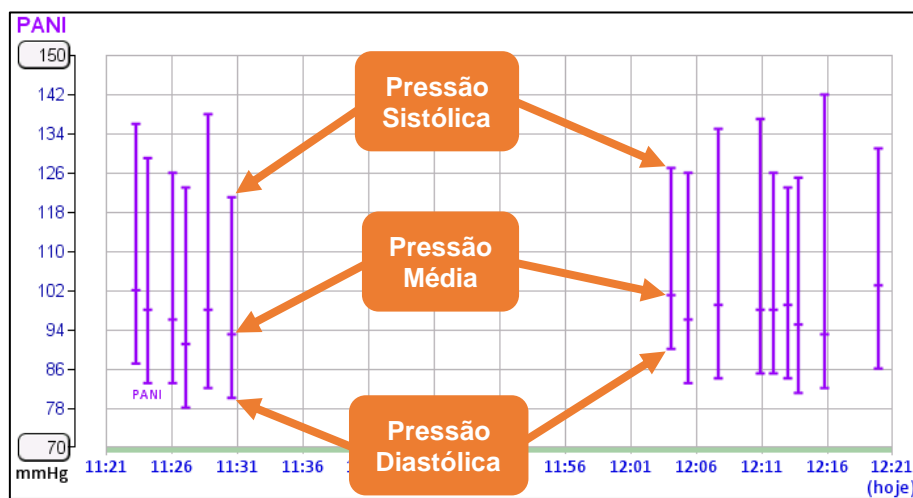 PANI
150
142
134
126
118
110
102
94
86
78
70
mmHg
Pressão
Sistólica
Pressão
Média
Pressão
Diastólica
PANI
11:21 11:26 11:31 11:36 11:56 12:01 12:06 12:11 12:16 12:21
(hoje)